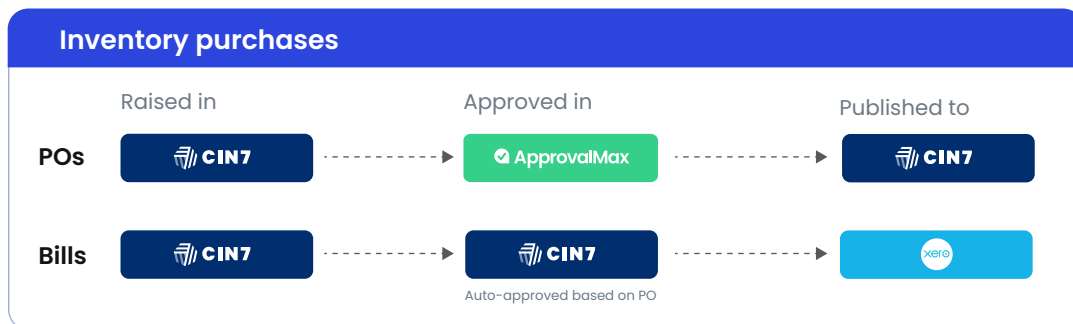 Inventory purchases
Raised in Approved in Published to
POs CIN7 ApprovalMax CIN7
Bills CIN7 CIN7 xero
Auto-approved based on PO